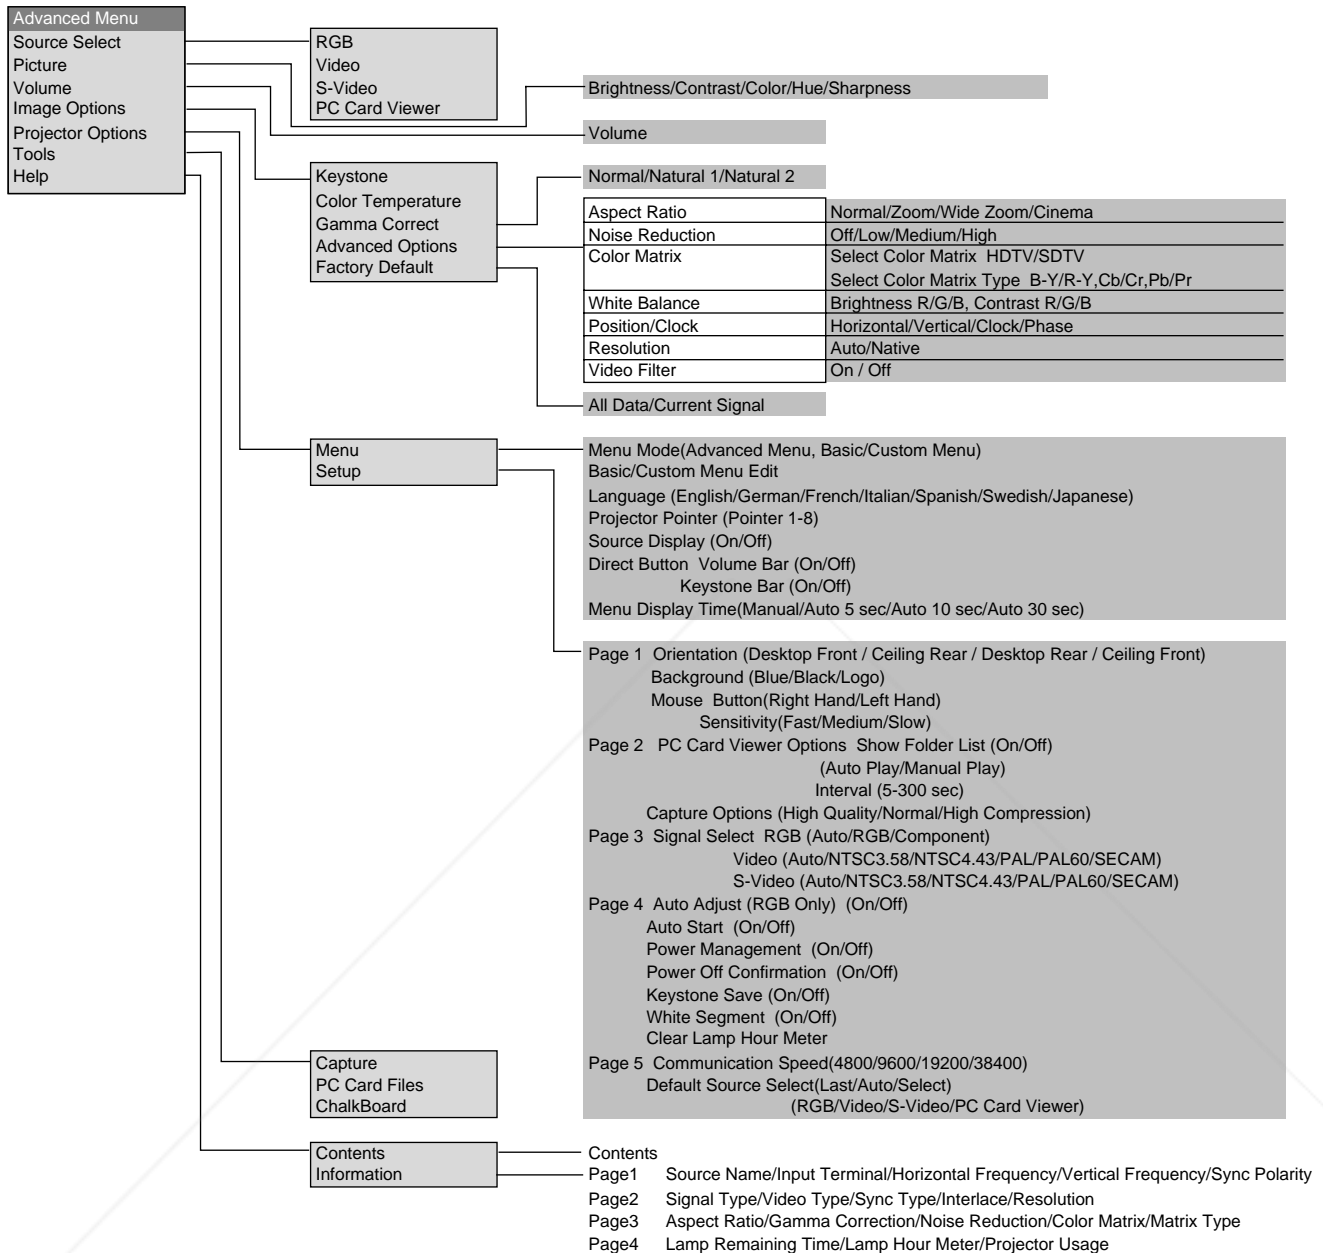 Advanced Menu
Source Select
Picture
Volume
Image Options
Projector Options
Tools
Help
RGB
Video
S-Video
PC Card Viewer
Brightness/Contrast/Color/Hue/Sharpness
Volume
Keystone
Color Temperature
Gamma Correct
Advanced Options
Factory Default
Normal/Natural 1/Natural 2
Aspect Ratio Normal/Zoom/Wide Zoom/Cinema
Noise Reduction Off/Low/Medium/High
Color Matrix Select Color Matrix HDTV/SDTV
Select Color Matrix Type B-Y/R-Y,Cb/Cr,Pb/Pr
White Balance Brightness R/G/B, Contrast R/G/B
Position/Clock Horizontal/Vertical/Clock/Phase
Resolution Auto/Native
Video Filter On / Off
All Data/Current Signal
Menu
Setup
Menu Mode(Advanced Menu, Basic/Custom Menu)
Basic/Custom Menu Edit
Language (English/German/French/Italian/Spanish/Swedish/Japanese)
Projector Pointer (Pointer 1-8)
Source Display (On/Off)
Direct Button Volume Bar (On/Off)
Keystone Bar (On/Off)
Menu Display Time(Manual/Auto 5 sec/Auto 10 sec/Auto 30 sec)
Page 1 Orientation (Desktop Front / Ceiling Rear / Desktop Rear / Ceiling Front)
Background (Blue/Black/Logo)
Mouse Button(Right Hand/Left Hand)
Sensitivity(Fast/Medium/Slow)
Page 2 PC Card Viewer Options Show Folder List (On/Off)
(Auto Play/Manual Play)
Interval (5-300 sec)
Capture Options (High Quality/Normal/High Compression)
Page 3 Signal Select RGB (Auto/RGB/Component)
Video (Auto/NTSC3.58/NTSC4.43/PAL/PAL60/SECAM)
S-Video (Auto/NTSC3.58/NTSC4.43/PAL/PAL60/SECAM)
Page 4 Auto Adjust (RGB Only) (On/Off)
Auto Start (On/Off)
Power Management (On/Off)
Power Off Confirmation (On/Off)
Keystone Save (On/Off)
White Segment (On/Off)
Clear Lamp Hour Meter
Page 5 Communication Speed(4800/9600/19200/38400)
Default Source Select(Last/Auto/Select)
(RGB/Video/S-Video/PC Card Viewer)
Capture
PC Card Files
ChalkBoard
Contents
Information
Contents
Page1 Source Name/Input Terminal/Horizontal Frequency/Vertical Frequency/Sync Polarity
Page2 Signal Type/Video Type/Sync Type/Interlace/Resolution
Page3 Aspect Ratio/Gamma Correction/Noise Reduction/Color Matrix/Matrix Type
Page4 Lamp Remaining Time/Lamp Hour Meter/Projector Usage